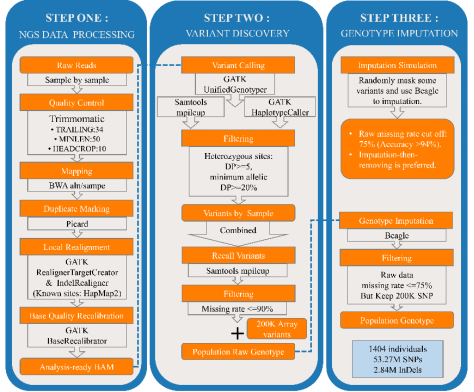 STEP ONE :
NGS DATA PROCESSING
Raw Reads
Sample by sample
Quality Control
Trimmomatic
• TRAILING:34
• MINLEN:50
• HEADCROP:10
Mapping
BWA aln/sampe
Duplicate Marking
Picard
Local Realignment
GATK
RealignerTargetCreator
& IndelRealigner
(Known sites: HapMap2)
Base Quality Recalibration
GATK
BaseRecalibrator
Analysis-ready BAM
STEP TWO :
VARIANT DISCOVERY
Variant Calling
GATK
UnifiedGenotyper
Samtools
mpilcup
GATK
HaplotypeCaller
Filtering
Heterozygous sites:
DP>=5,
minimum allelic
DP>=20%
Variants by Sample
Combined
Recall Variants
Samtools mpilcup
Filtering
Missing rate <=90%
+
200K Array
variants
Population Raw Genotype
STEP THREE :
GENOTYPE IMPUTATION
Imputation Simulation
Randomly mask some
variants and use Beagle
to imputation.
• Raw missing rate cut off:
75% (Accuracy >94%).
• Imputation-then-
removing is preferred.
Genotype Imputation
Beagle
Filtering
Raw data
missing rate <=75%
But Keep 200K SNP
Population Genotype
1404 individuals
53.27M SNPs
2.84M InDels